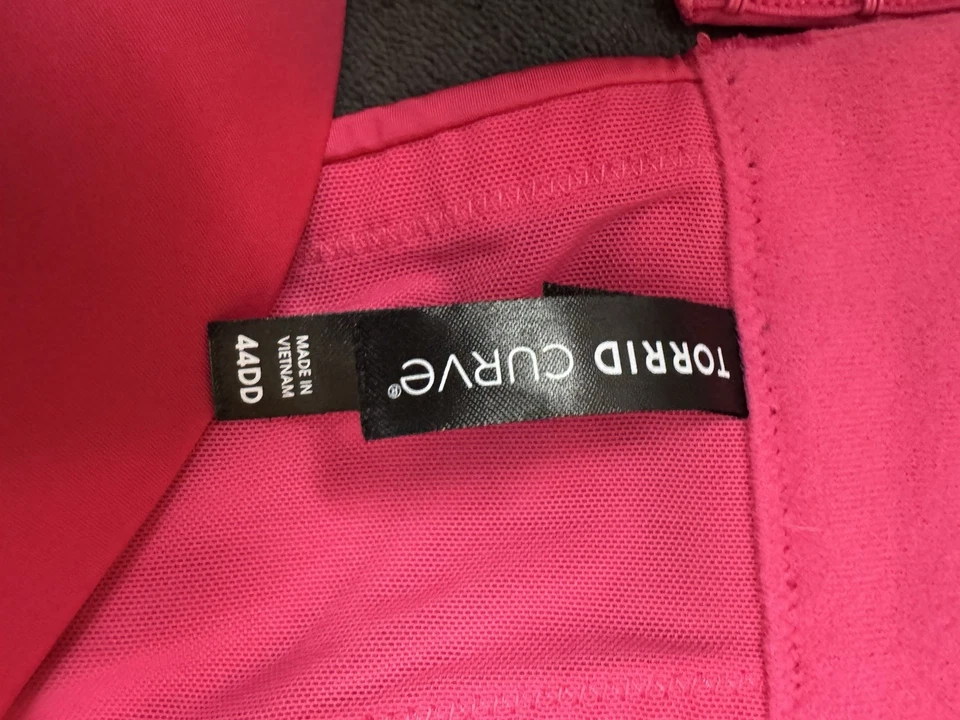 TORRID CURVE®
MADE IN
VIETNAM
44DD